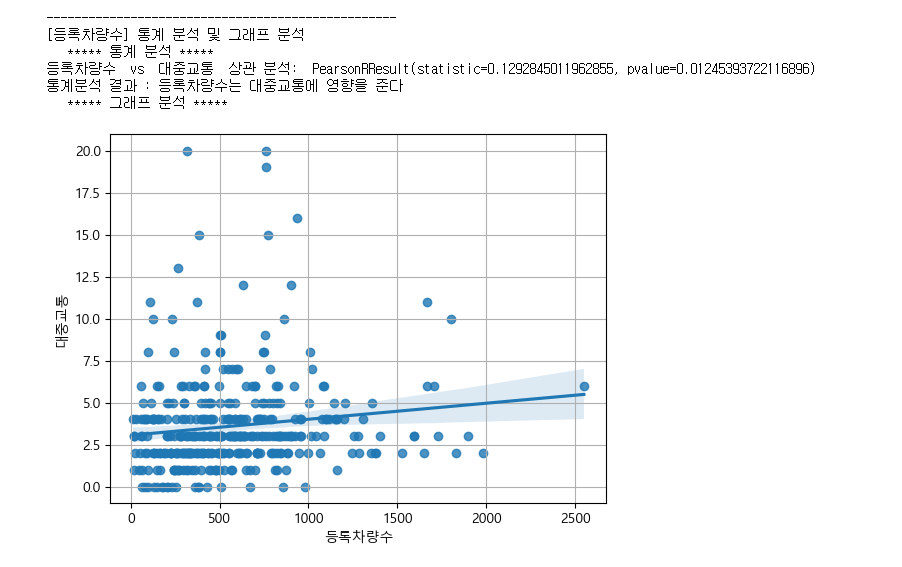 --------------------------------------------------
[등록차량수] 통계 분석 및 그래프 분석
***** 통계 분석 *****
등록차량수 vs 대중교통 상관 분석: PearsonRResult(statistic=0.1292845011962855, pvalue=0.01245393722116896)
통계분석 결과 : 등록차량수는 대중교통에 영향을 준다
***** 그래프 분석 *****
20.0
17.5
15.0
12.5
10.0
7.5
5.0
2.5
0.0
대중교통
0 500 1000 1500 2000 2500
등록차량수